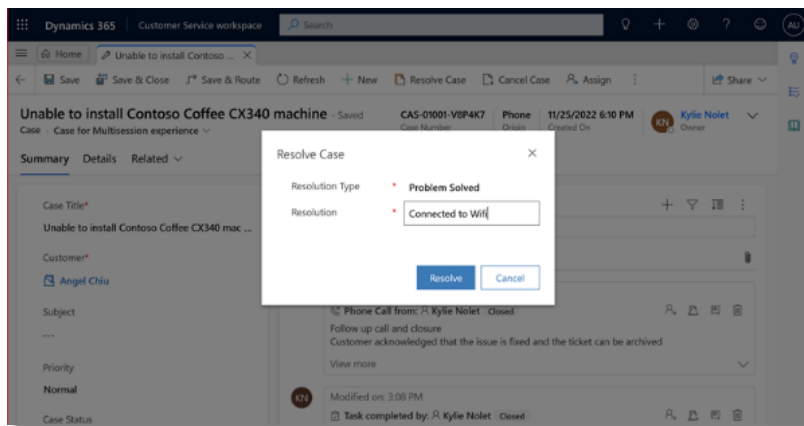 Dynamics 365 Customer Service workspace Search ? AU
Home Unable to install Contoso ... ×
Save Save & Close Save & Route Refresh + New Resolve Case Cancel Case Assign Share
Unable to install Contoso Coffee CX340 machine - Saved
Case · Case for Multisession experience
CAS-01001-V8P4K7 Phone 11/25/2022 6:10 PM KN Kylie Nolet
Case Number Origin Created On Owner
Summary Details Related
Resolve Case
Resolution Type * Problem Solved
Resolution * Connected to Wifi
Resolve Cancel
Case Title*
Unable to install Contoso Coffee CX340 mac ...
Customer*
Angel Chiu
Subject
---
Priority
Normal
Case Status
Phone Call from: Kylie Nolet Closed
Follow up call and closure
Customer acknowledged that the issue is fixed and the ticket can be archived
View more
KN Modified on: 3:08 PM
Task completed by: Kylie Nolet Closed